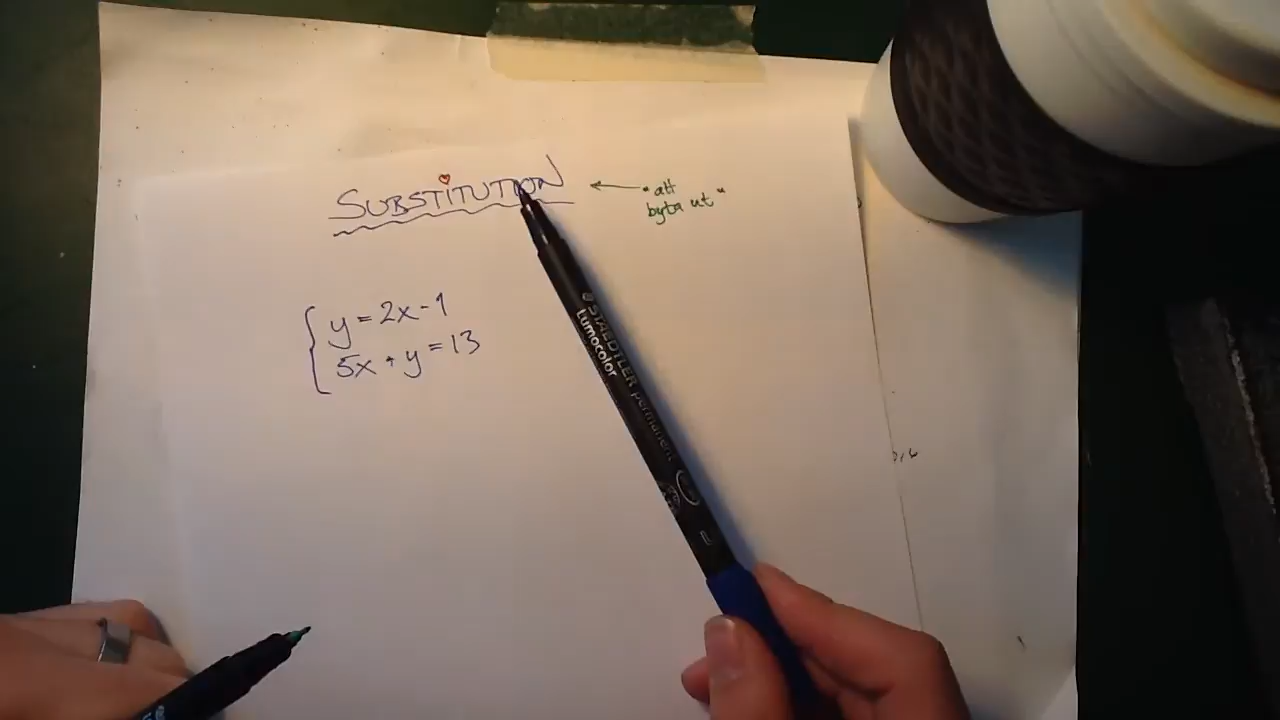 SUBSTITUTION
"att
byta ut"
y = 2x - 1
5x + y = 13
STAEDTLER permanent
Lumocolor